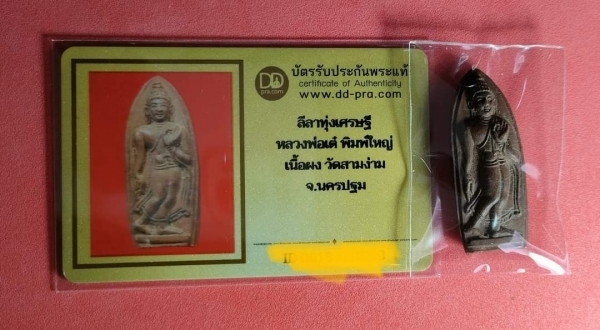 DD
pra.com
บัตรรับประกันพระแท้
certificate of Authenticity
www.dd-pra.com
ลีลาทุ่งเศรษฐี
หลวงพ่อเต๋ พิมพ์ใหญ่
เนื้อผง วัดสามง่าม
จ.นครปฐม